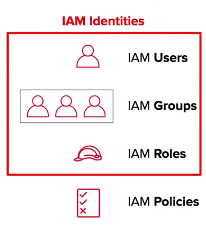 IAM Identities
IAM Users
IAM Groups
IAM Roles
IAM Policies